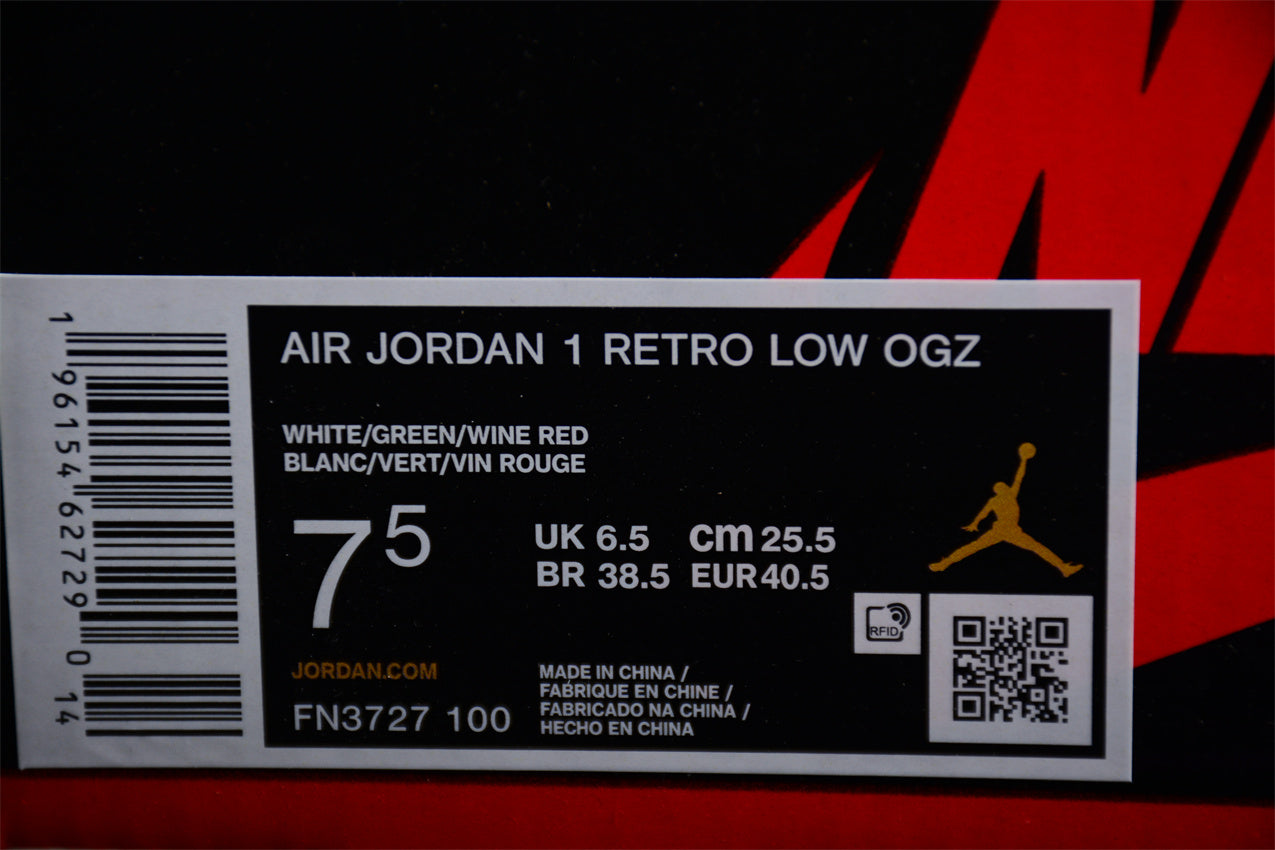 AIR JORDAN 1 RETRO LOW OGZ
WHITE/GREEN/WINE RED
BLANC/VERT/VIN ROUGE
7 5
UK 6.5 cm 25.5
BR 38.5 EUR 40.5
RFID
JORDAN.COM
FN3727 100
MADE IN CHINA /
FABRIQUE EN CHINE /
FABRICADO NA CHINA /
HECHO EN CHINA
1 96154 62729 0 14